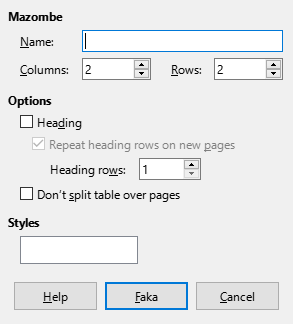 Mazombe
Name:
Columns: 2 Rows: 2
Options
Heading
Repeat heading rows on new pages
Heading rows: 1
Don't split table over pages
Styles
Help Faka Cancel